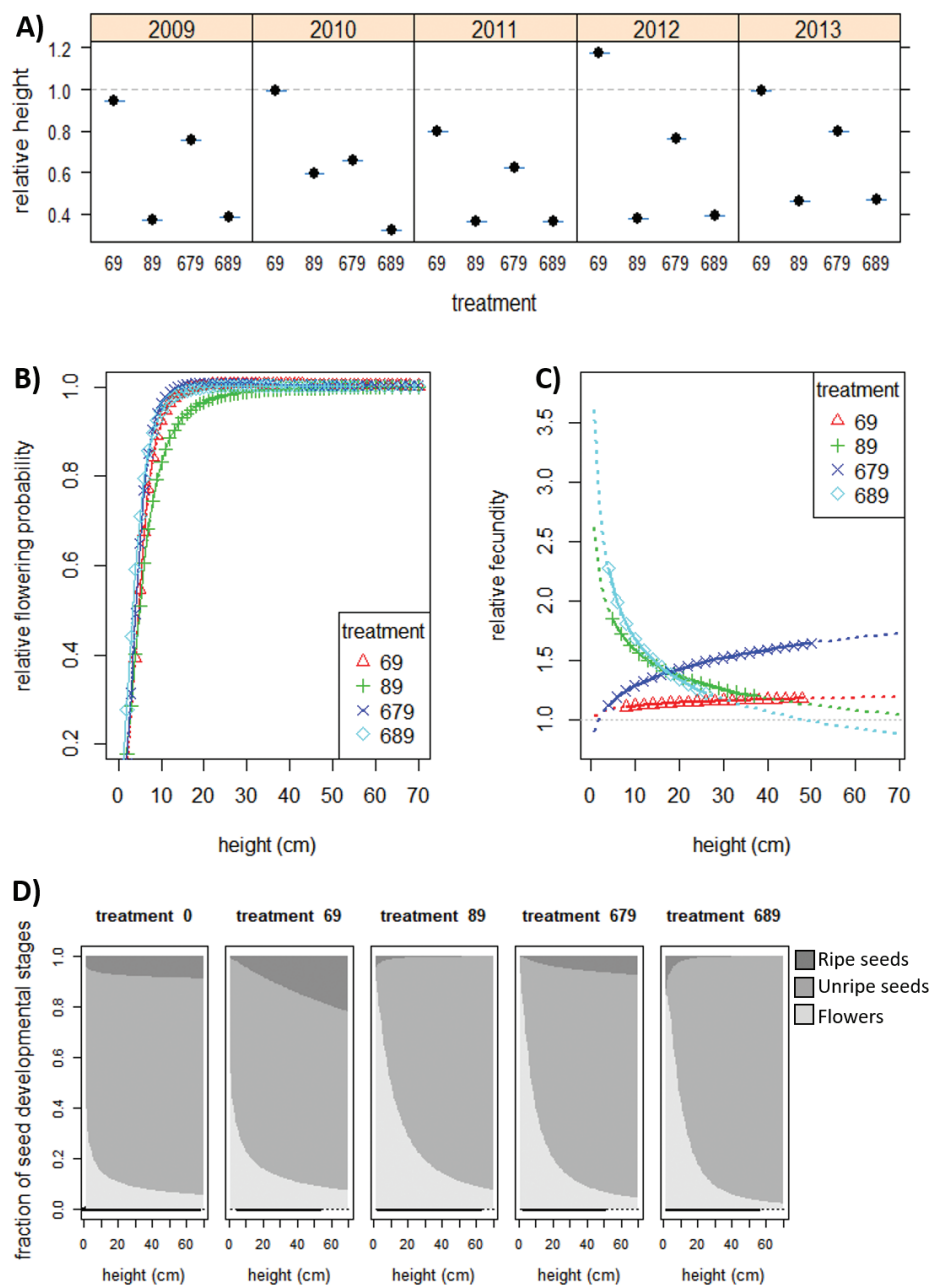 A)
2009 2010 2011 2012 2013
relative height
1.2
1.0
0.8
0.6
0.4
69 89 679 689 69 89 679 689 69 89 679 689 69 89 679 689 69 89 679 689
treatment
B)
relative flowering probability
1.0
0.8
0.6
0.4
0.2
treatment
69
89
679
689
0 10 20 30 40 50 60 70
height (cm)
C)
relative fecundity
3.5
3.0
2.5
2.0
1.5
1.0
treatment
69
89
679
689
0 10 20 30 40 50 60 70
height (cm)
D)
fraction of seed developmental stages
treatment 0 treatment 69 treatment 89 treatment 679 treatment 689
1.0
0.8
0.6
0.4
0.2
0.0
Ripe seeds
Unripe seeds
Flowers
0 20 40 60 0 20 40 60 0 20 40 60 0 20 40 60 0 20 40 60
height (cm) height (cm) height (cm) height (cm) height (cm)